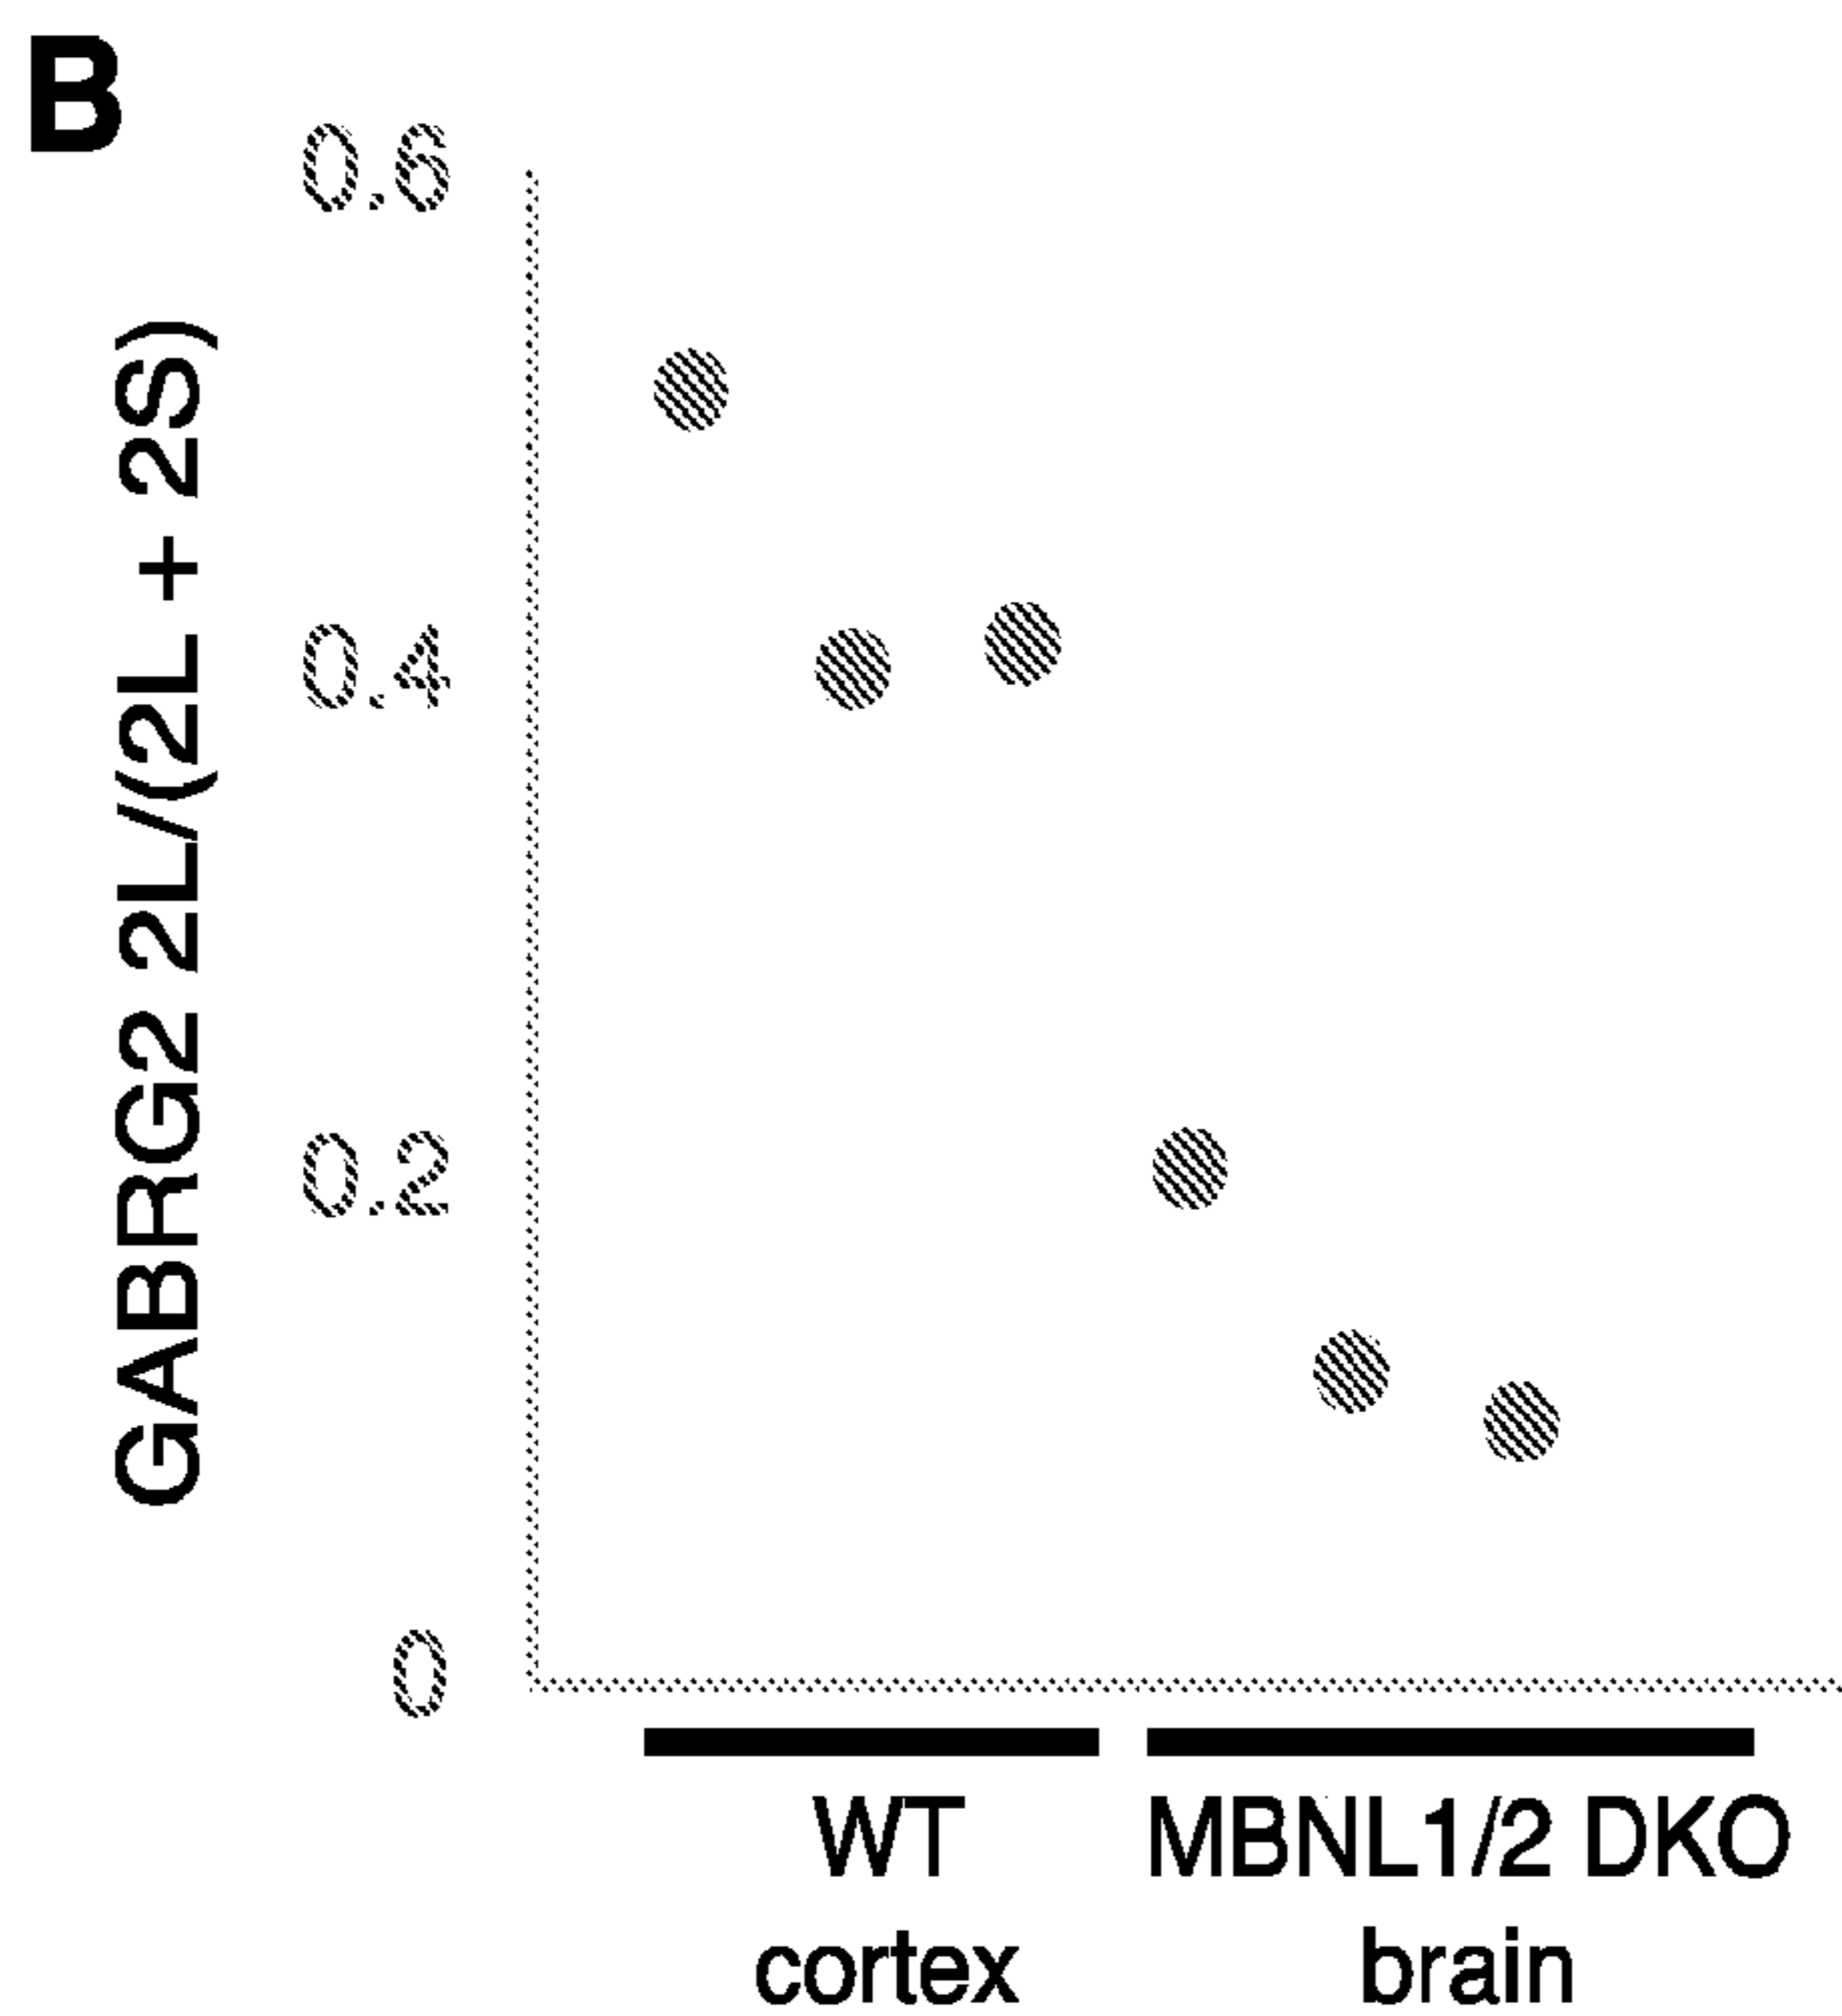 B
GABRG2 2L/(2L + 2S)
0.6
0.4
0.2
0
WT
cortex
MBNL1/2 DKO
brain